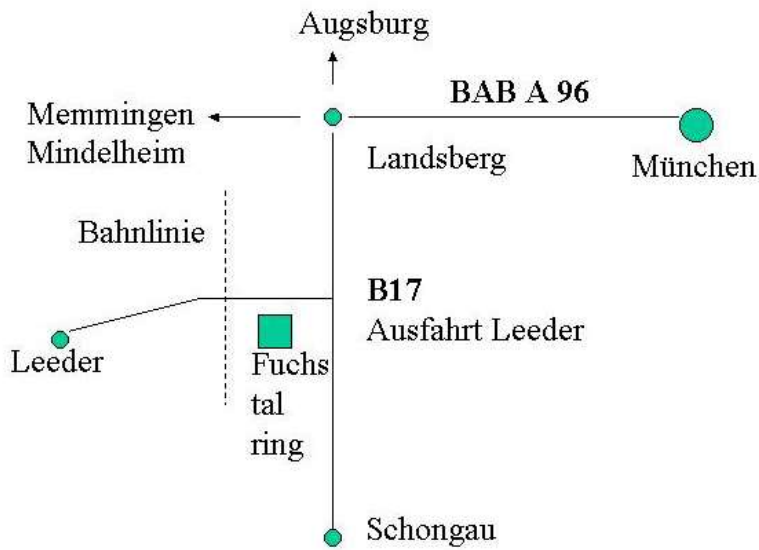 Augsburg
BAB A 96
Memmingen
Mindelheim
Landsberg
München
Bahnlinie
B17
Ausfahrt Leeder
Leeder
Fuchs
tal
ring
Schongau